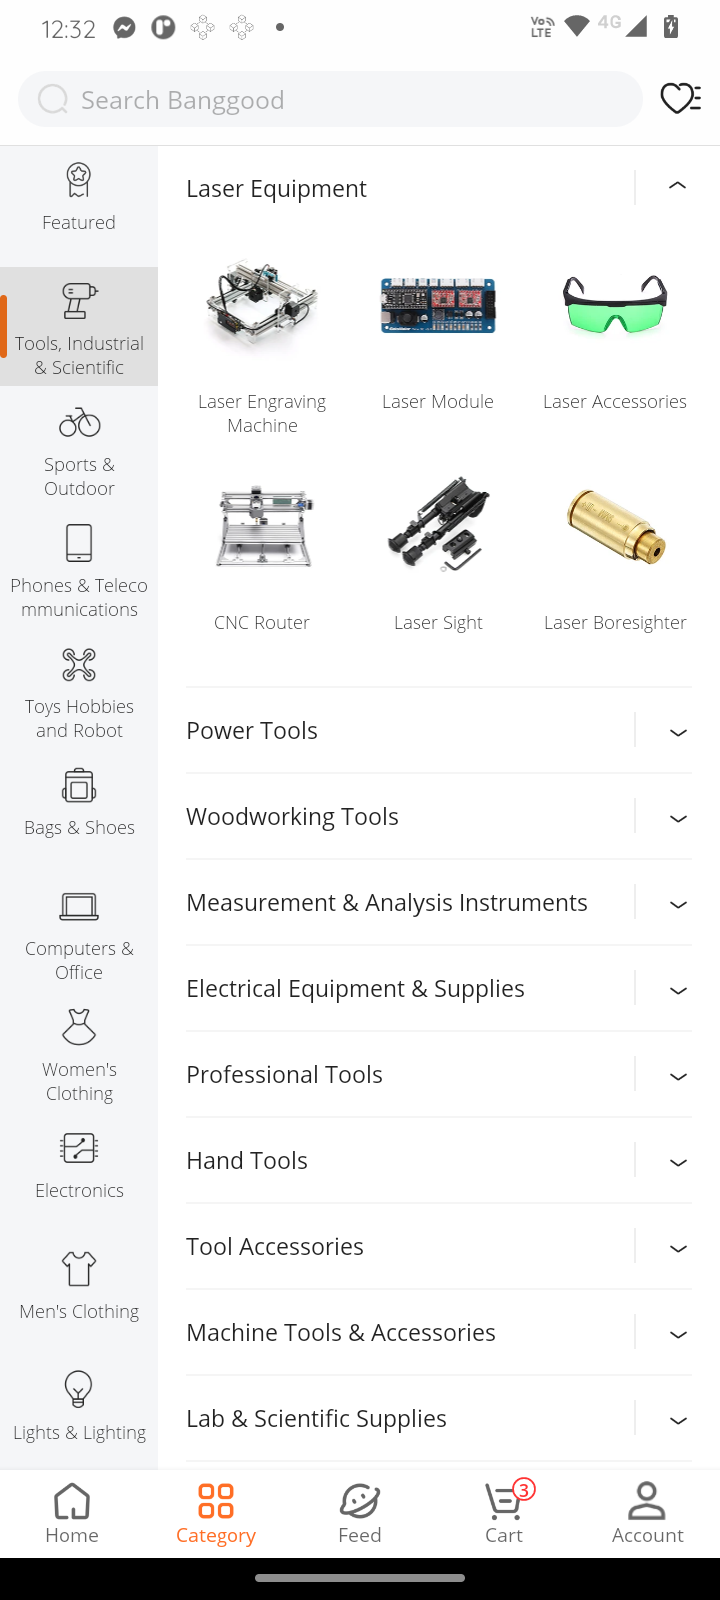 12:32
Vo LTE
4G
Search Banggood
Featured
Tools, Industrial
& Scientific
Sports &
Outdoor
Phones & Teleco
mmunications
Toys Hobbies
and Robot
Bags & Shoes
Computers &
Office
Women's
Clothing
Electronics
Men's Clothing
Lights & Lighting
Laser Equipment
Laser Engraving
Machine
Laser Module
Laser Accessories
CNC Router
Laser Sight
Laser Boresighter
Power Tools
Woodworking Tools
Measurement & Analysis Instruments
Electrical Equipment & Supplies
Professional Tools
Hand Tools
Tool Accessories
Machine Tools & Accessories
Lab & Scientific Supplies
Home
Category
Feed
3
Cart
Account